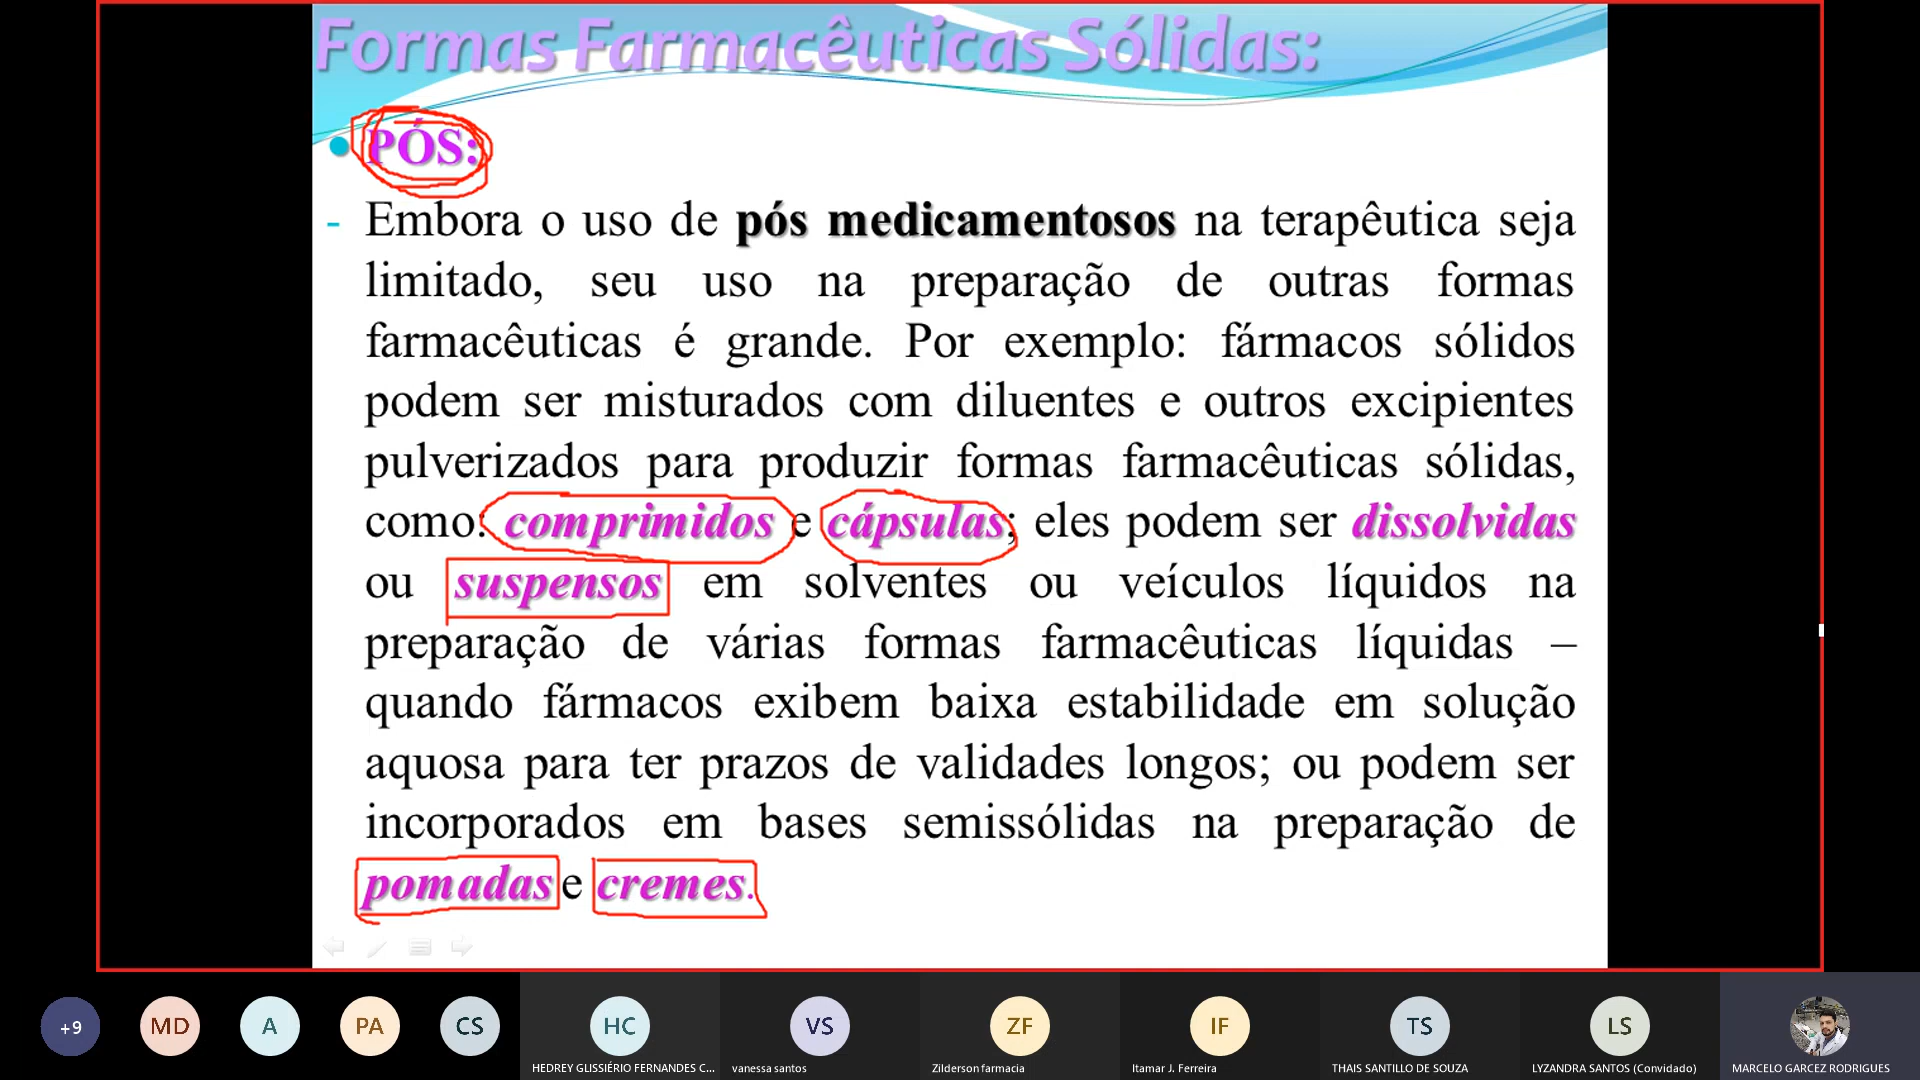 Formas Farmacêuticas Sólidas:
• PÓS:
- Embora o uso de pós medicamentosos na terapêutica seja
limitado, seu uso na preparação de outras formas
farmacêuticas é grande. Por exemplo: fármacos sólidos
podem ser misturados com diluentes e outros excipientes
pulverizados para produzir formas farmacêuticas sólidas,
como: comprimidos e cápsulas; eles podem ser dissolvidas
ou suspensos em solventes ou veículos líquidos na
preparação de várias formas farmacêuticas líquidas –
quando fármacos exibem baixa estabilidade em solução
aquosa para ter prazos de validades longos; ou podem ser
incorporados em bases semissólidas na preparação de
pomadas e cremes.
+9 MD A PA CS HC VS ZF IF TS LS
HEDREY GLISSIÉRIO FERNANDES C... vanessa santos Zilderson farmacia Itamar J. Ferreira THAIS SANTILLO DE SOUZA LYZANDRA SANTOS (Convidado) MARCELO GARCEZ RODRIGUES